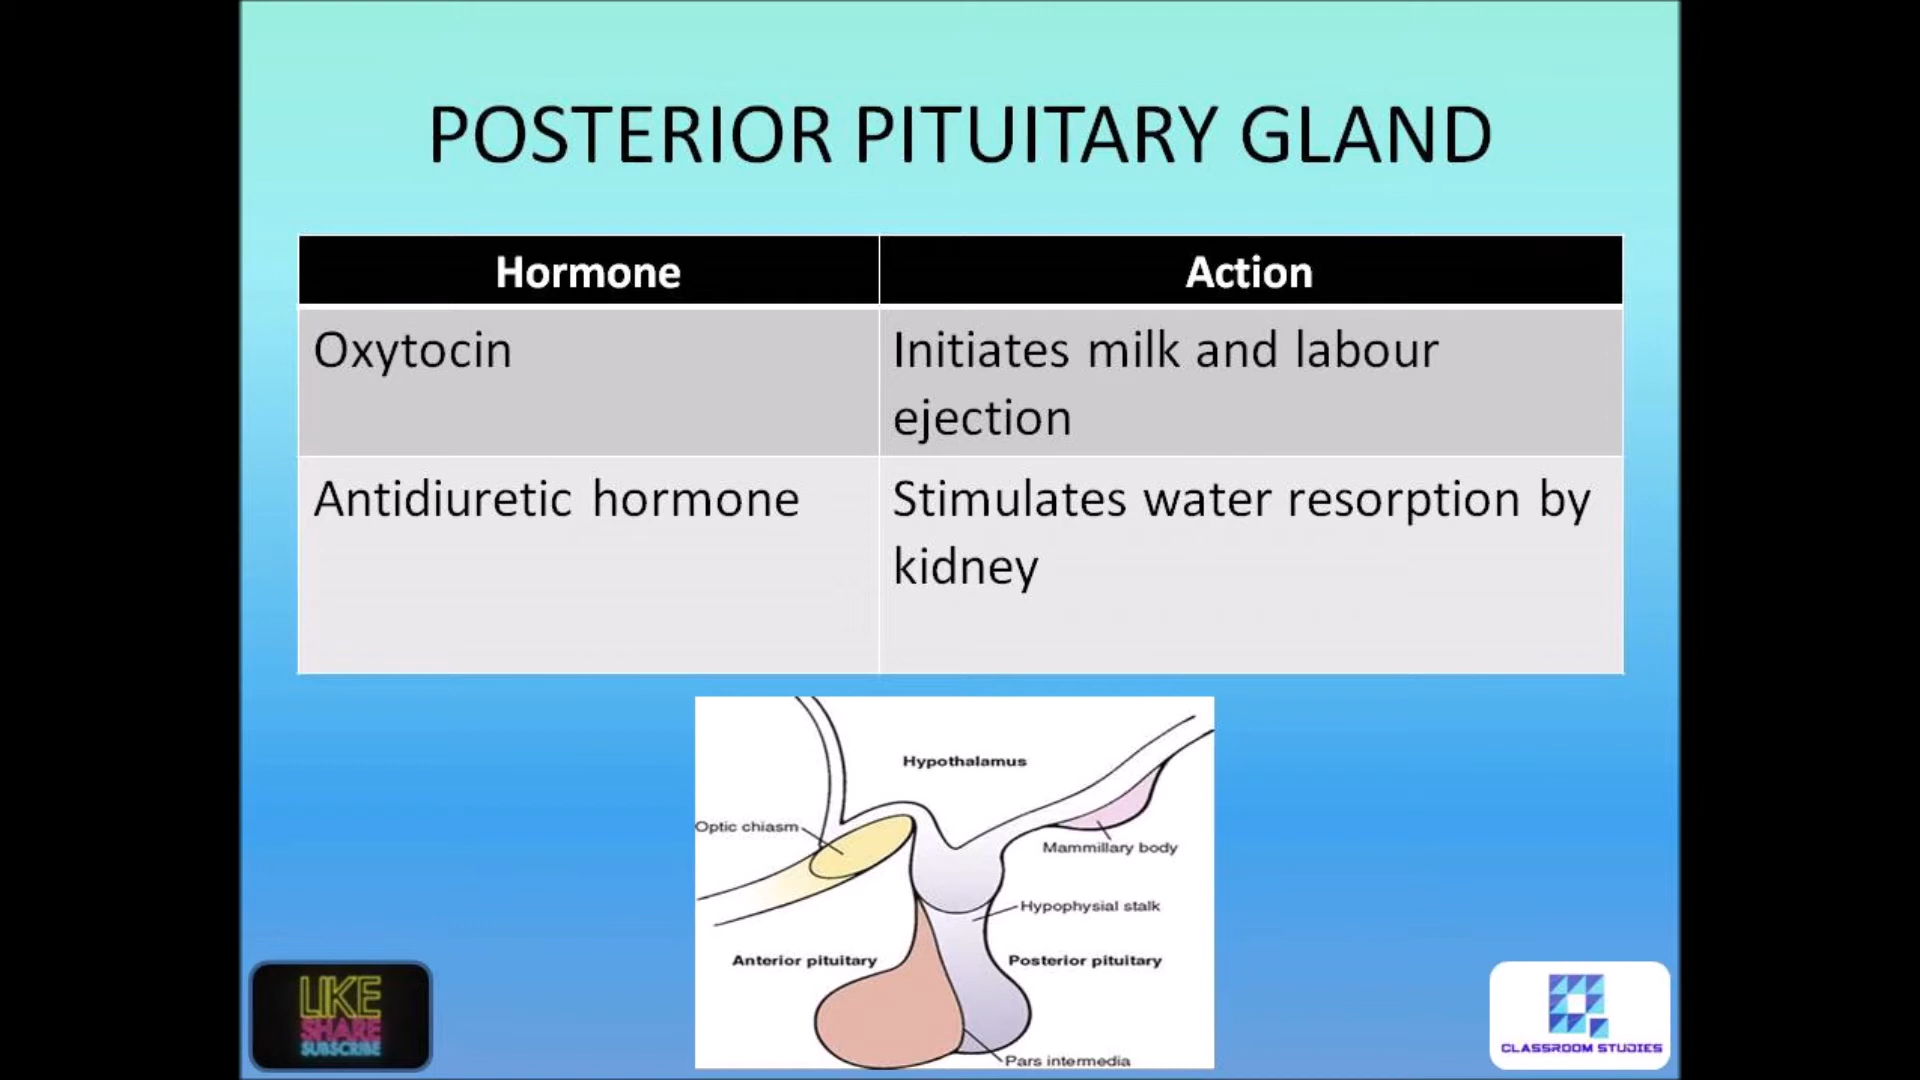 POSTERIOR PITUITARY GLAND
Hormone
Action
Oxytocin
Initiates milk and labour
ejection
Antidiuretic hormone
Stimulates water resorption by
kidney
Hypothalamus
Optic chiasm
Mammillary body
Hypophysial stalk
Anterior pituitary
Posterior pituitary
Pars intermedia
LIKE
SHARE
SUBSCRIBE
CLASSROOM STUDIES